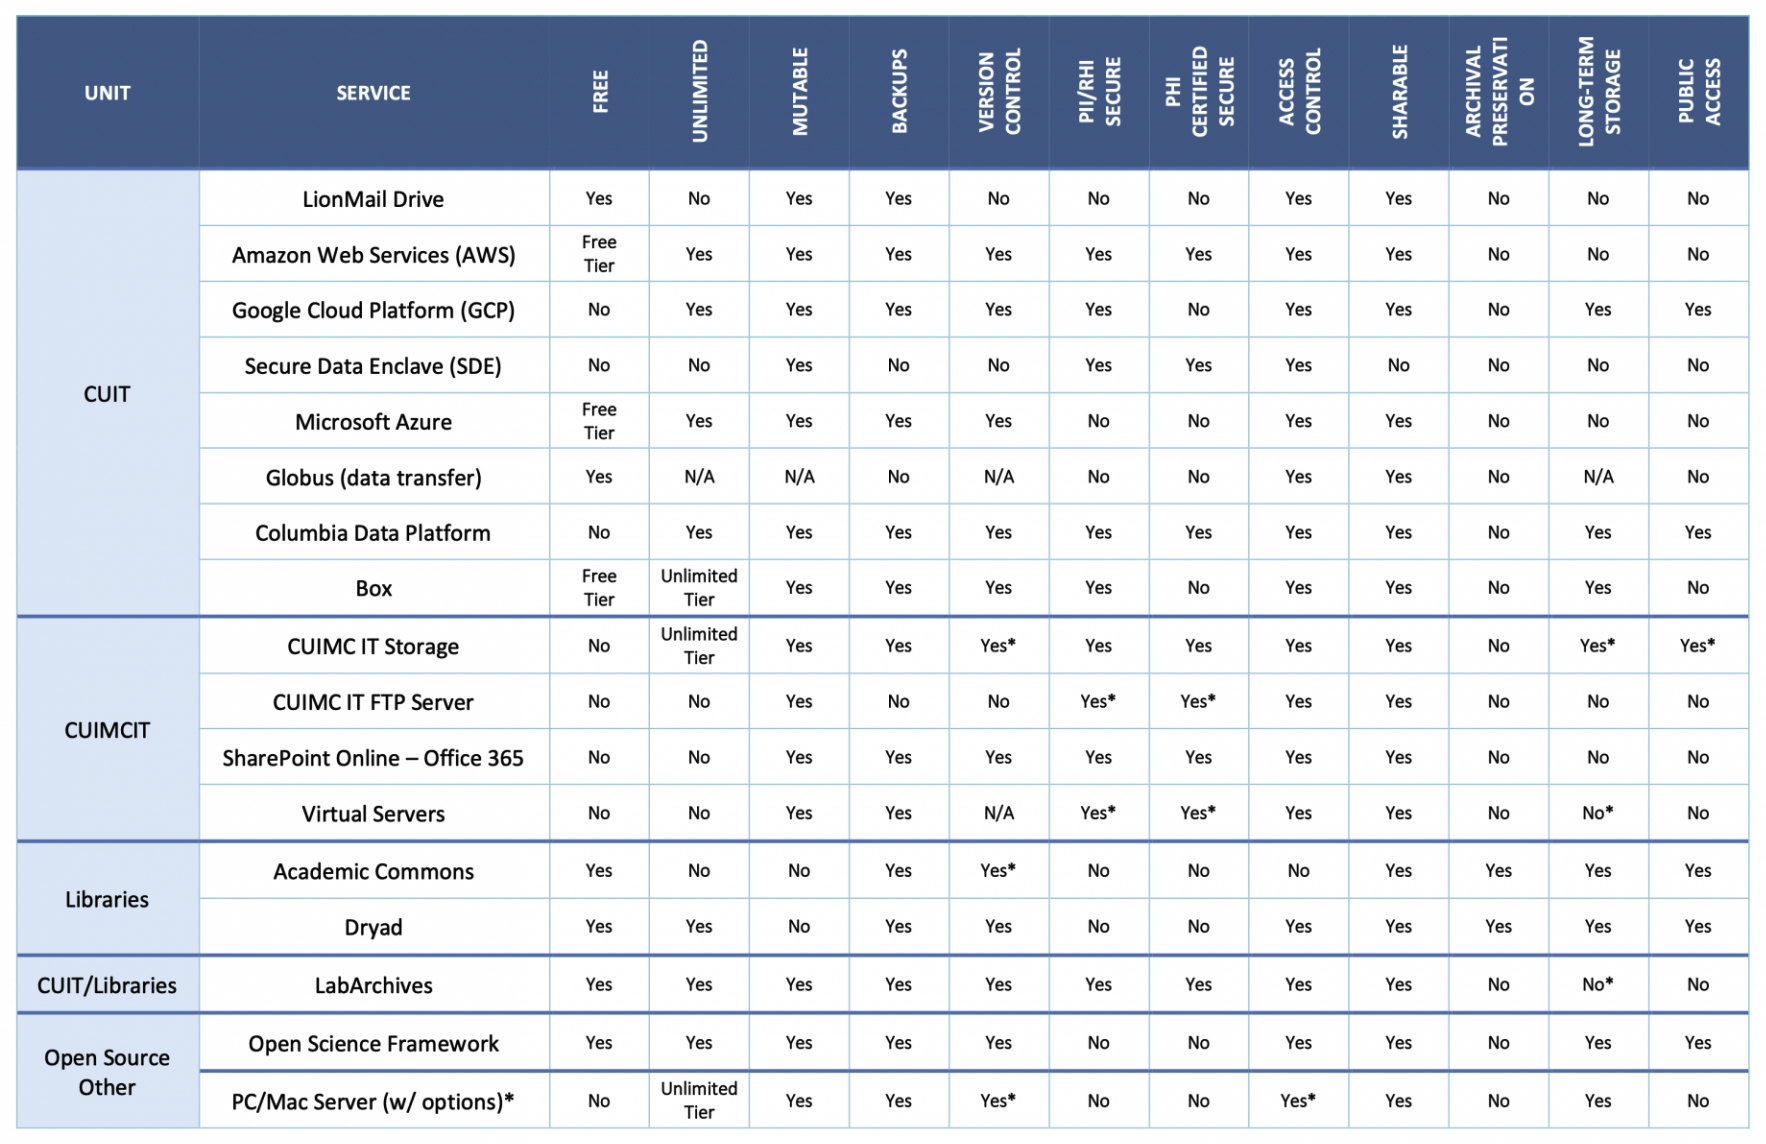 UNIT SERVICE FREE UNLIMITED MUTABLE BACKUPS VERSION CONTROL PII/RHI SECURE PHI CERTIFIED SECURE ACCESS CONTROL SHARABLE ARCHIVAL PRESERVATI ON LONG-TERM STORAGE PUBLIC ACCESS
CUIT
LionMail Drive Yes No Yes Yes No No No Yes Yes No No No
Amazon Web Services (AWS) Free Tier Yes Yes Yes Yes Yes Yes Yes Yes No No No
Google Cloud Platform (GCP) No Yes Yes Yes Yes Yes No Yes Yes No Yes Yes
Secure Data Enclave (SDE) No No Yes No No Yes Yes Yes No No No No
Microsoft Azure Free Tier Yes Yes Yes Yes No No Yes Yes No No No
Globus (data transfer) Yes N/A N/A No N/A No No Yes Yes No N/A No
Columbia Data Platform No Yes Yes Yes Yes Yes Yes Yes Yes No Yes Yes
Box Free Tier Unlimited Tier Yes Yes Yes Yes No Yes Yes No Yes No
CUIMCIT
CUIMC IT Storage No Unlimited Tier Yes Yes Yes* Yes Yes Yes Yes No Yes* Yes*
CUIMC IT FTP Server No No Yes No No Yes* Yes* Yes Yes No No No
SharePoint Online – Office 365 No No Yes Yes Yes Yes Yes Yes Yes No No No
Virtual Servers No No Yes Yes N/A Yes* Yes* Yes Yes No No* No
Libraries
Academic Commons Yes No No Yes Yes* No No No Yes Yes Yes Yes
Dryad Yes Yes No Yes Yes No No Yes Yes Yes Yes Yes
CUIT/Libraries
LabArchives Yes Yes Yes Yes Yes Yes Yes Yes Yes No No* No
Open Source
Other
Open Science Framework Yes Yes Yes Yes Yes No No Yes Yes No Yes Yes
PC/Mac Server (w/ options)* No Unlimited Tier Yes Yes Yes* No No Yes* Yes No Yes No